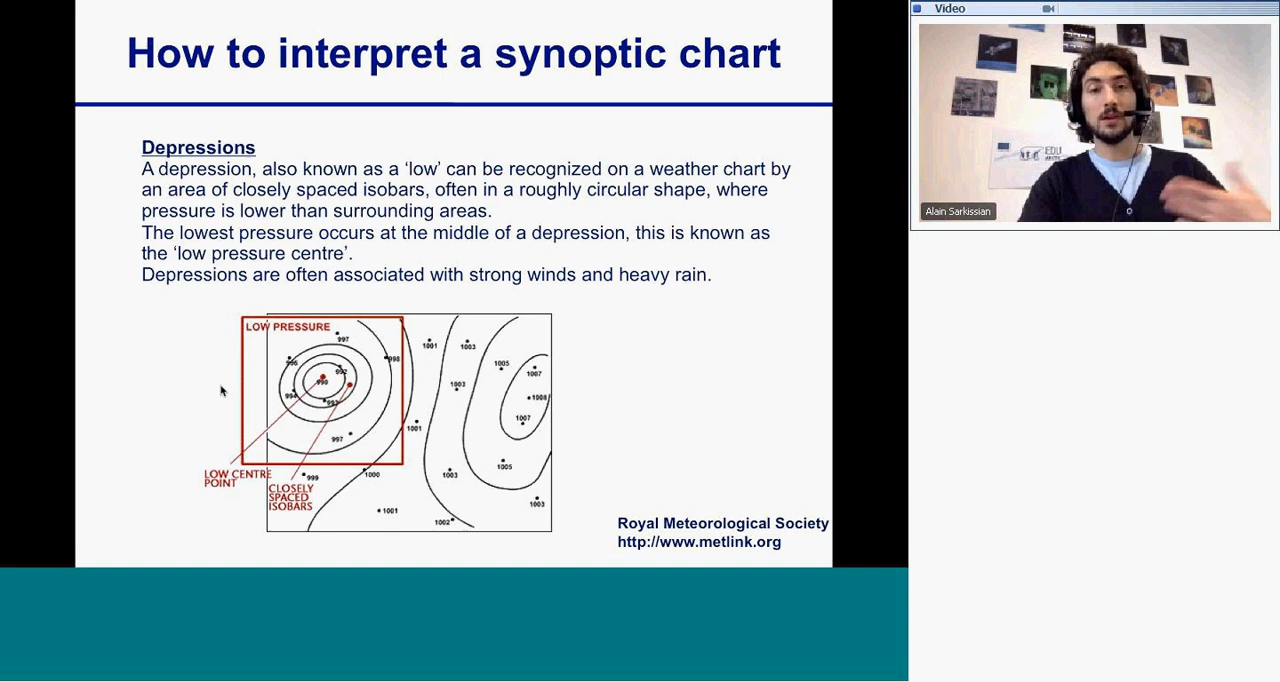 How to interpret a synoptic chart
Depressions
A depression, also known as a ‘low’ can be recognized on a weather chart by
an area of closely spaced isobars, often in a roughly circular shape, where
pressure is lower than surrounding areas.
The lowest pressure occurs at the middle of a depression, this is known as
the ‘low pressure centre’.
Depressions are often associated with strong winds and heavy rain.
LOW PRESSURE
997
998
1001
1003
1005
1007
990
1003
1008
1007
1001
997
1005
999
1000
1003
1003
1001
1002
LOW CENTRE
POINT
CLOSELY
SPACED
ISOBARS
Royal Meteorological Society
http://www.metlink.org
Video
EDU
Alain Sarkissian